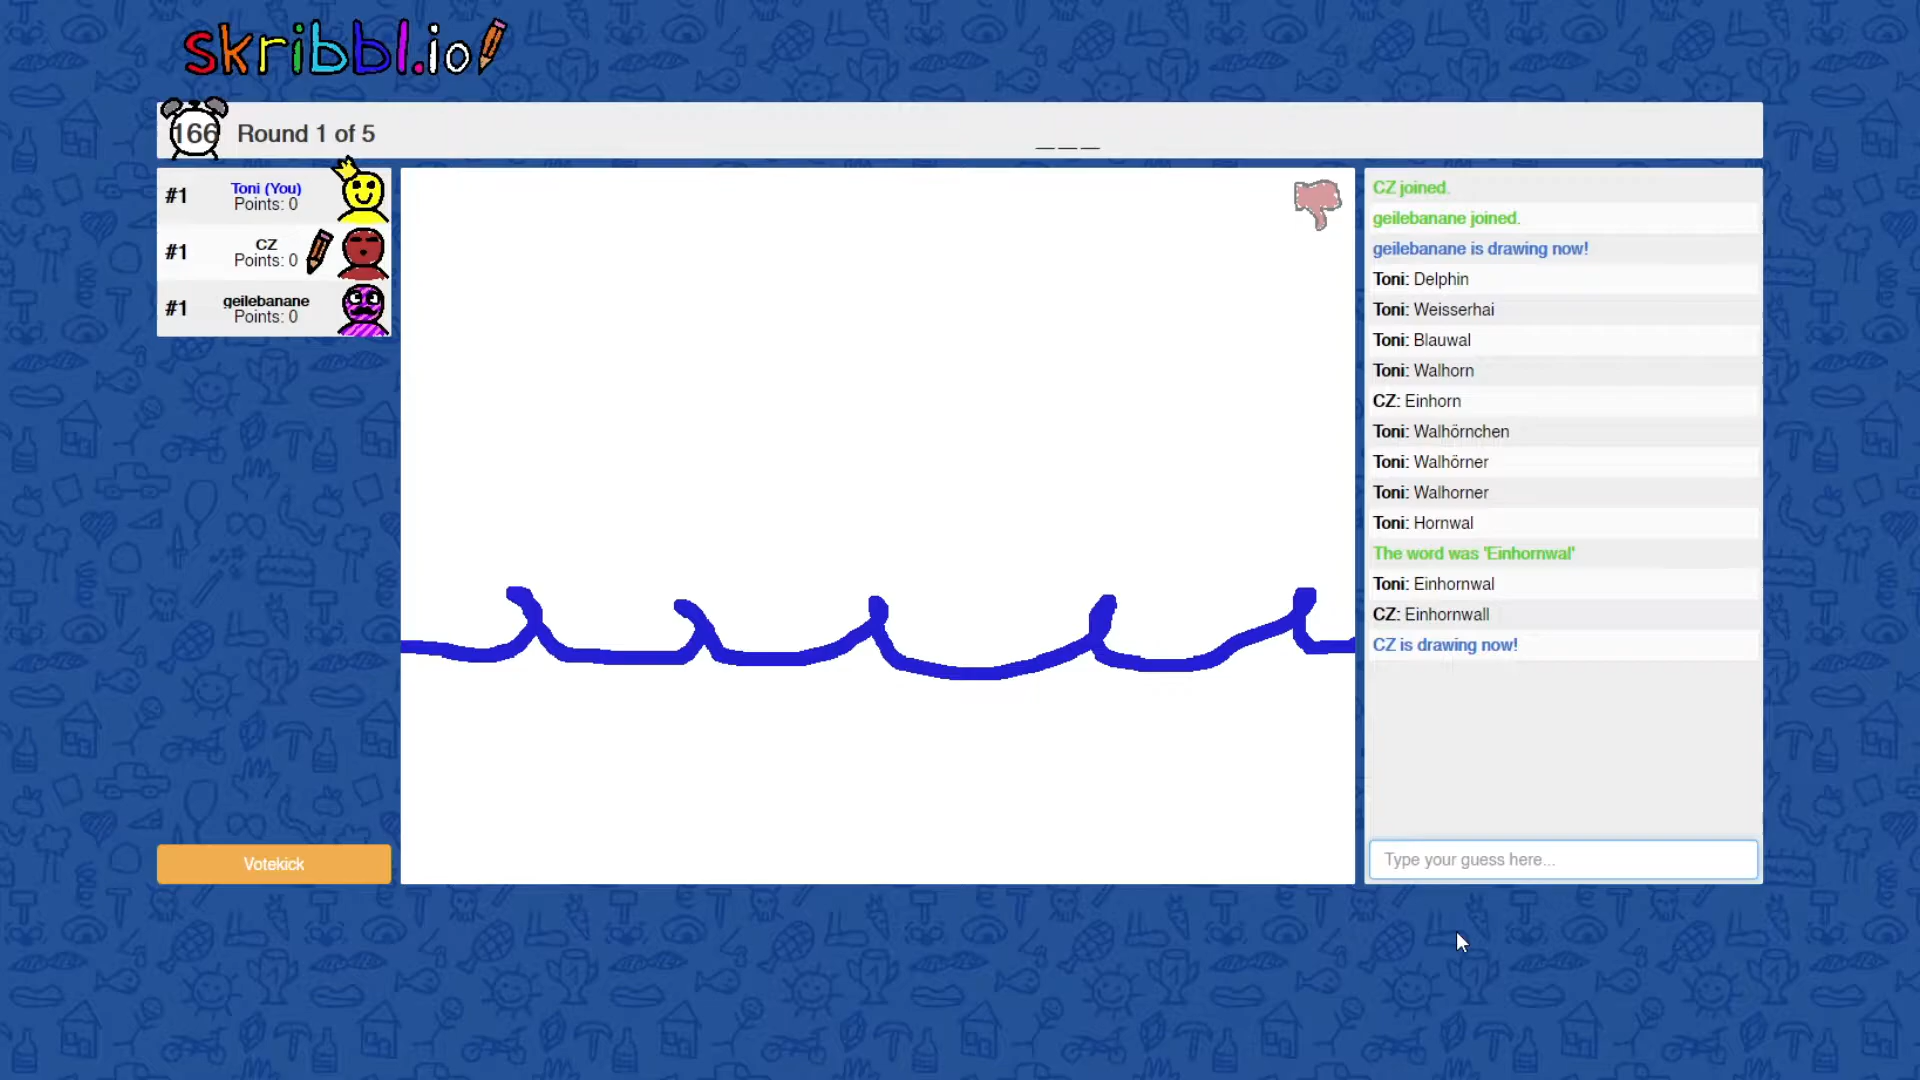 skribbl.io
166
Round 1 of 5
_ _ _
#1
Toni (You)
Points: 0
#1
CZ
Points: 0
#1
geilebanane
Points: 0
Votekick
CZ joined.
geilebanane joined.
geilebanane is drawing now!
Toni: Delphin
Toni: Weisserhai
Toni: Blauwal
Toni: Walhorn
CZ: Einhorn
Toni: Walhörnchen
Toni: Walhörner
Toni: Walhorner
Toni: Hornwal
The word was 'Einhornwal'
Toni: Einhornwal
CZ: Einhornwall
CZ is drawing now!
Type your guess here...